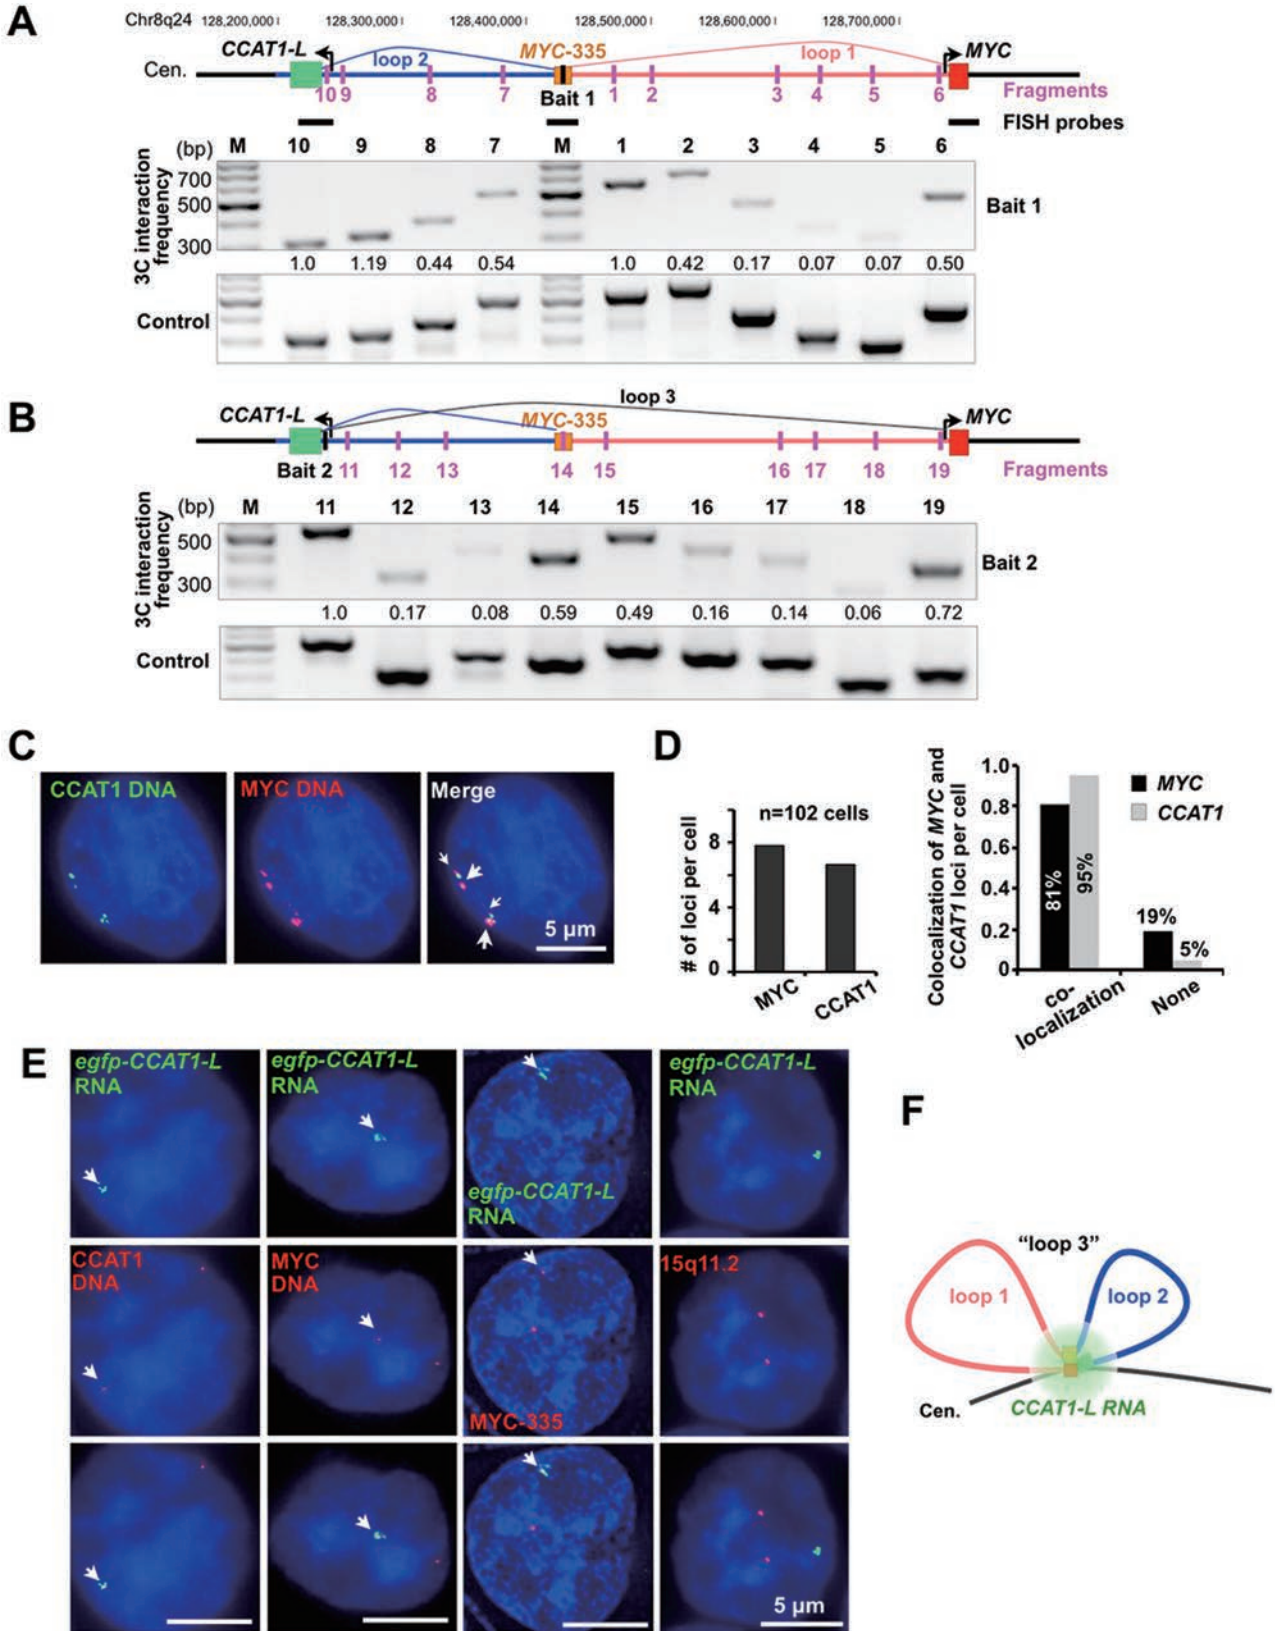 A
Chr8q24 128,200,000 128,300,000 128,400,000 128,500,000 128,600,000 128,700,000
CCAT1-L loop 2 MYC-335 loop 1 MYC
Cen.
10 9 8 7 Bait 1 1 2 3 4 5 6 Fragments
FISH probes
(bp) M 10 9 8 7 M 1 2 3 4 5 6
3C interaction frequency
700
500
300
Bait 1
1.0 1.19 0.44 0.54 1.0 0.42 0.17 0.07 0.07 0.50
Control
B
CCAT1-L loop 3 MYC-335 MYC
Bait 2 11 12 13 14 15 16 17 18 19 Fragments
(bp) M 11 12 13 14 15 16 17 18 19
3C interaction frequency
500
300
Bait 2
1.0 0.17 0.08 0.59 0.49 0.16 0.14 0.06 0.72
Control
C
CCAT1 DNA MYC DNA Merge
5 µm
D
# of loci per cell
n=102 cells
8
4
0
MYC CCAT1
Colocalization of MYC and
CCAT1 loci per cell
1.0
0.8
0.6
0.4
0.2
0
MYC
CCAT1
81% 95% 19% 5%
co-
localization
None
E
egfp-CCAT1-L
RNA
egfp-CCAT1-L
RNA
egfp-CCAT1-L
RNA
egfp-CCAT1-L
RNA
CCAT1
DNA
MYC
DNA
MYC-335
15q11.2
5 µm
F
“loop 3”
loop 1 loop 2
Cen. CCAT1-L RNA